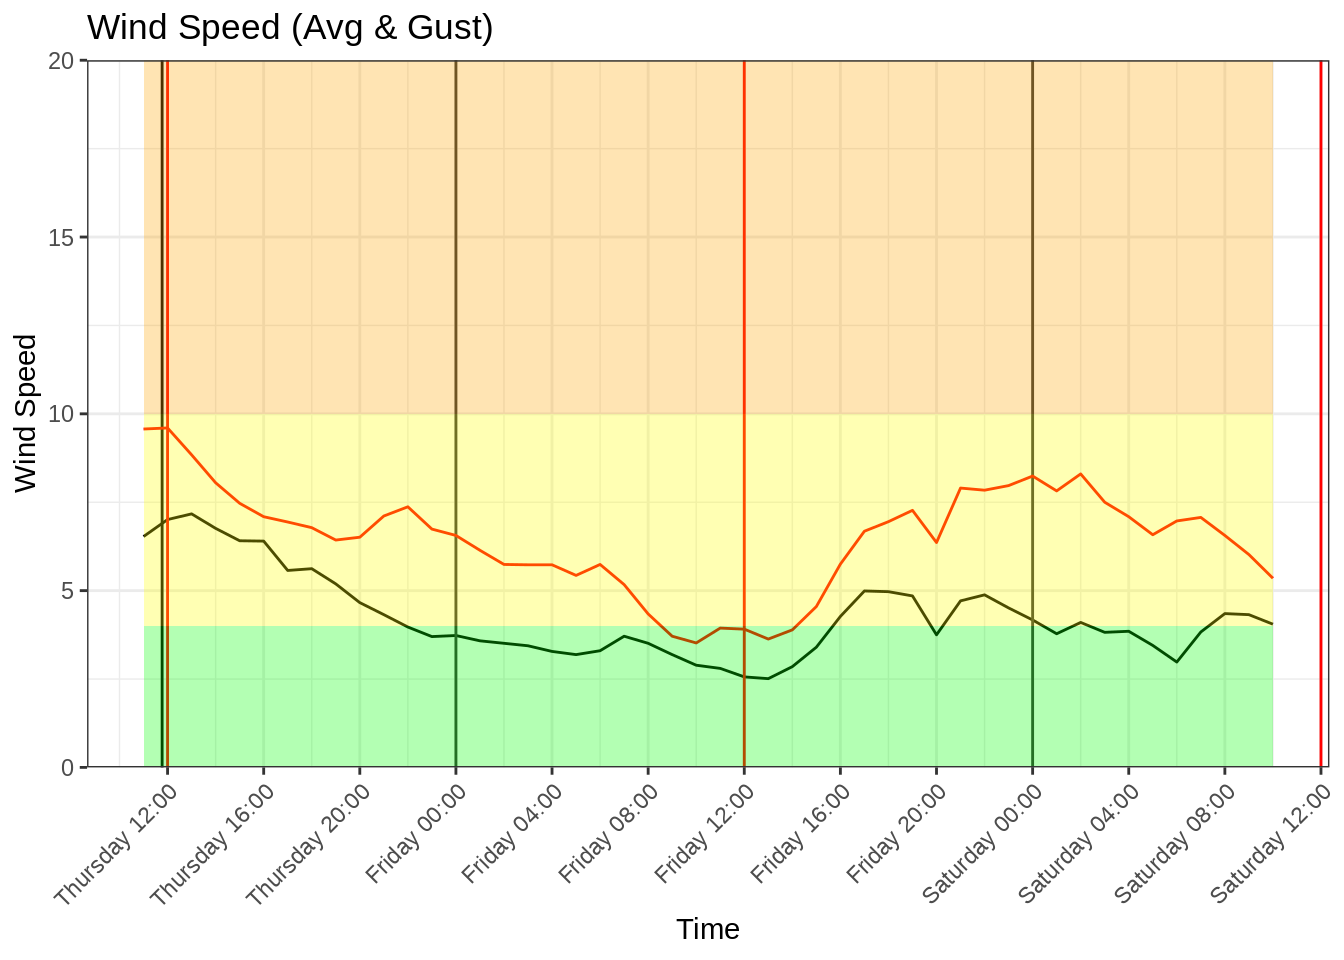 Wind Speed (Avg & Gust)
20
15
10
5
0
Wind Speed
Thursday 12:00
Thursday 16:00
Thursday 20:00
Friday 00:00
Friday 04:00
Friday 08:00
Friday 12:00
Friday 16:00
Friday 20:00
Saturday 00:00
Saturday 04:00
Saturday 08:00
Saturday 12:00
Time